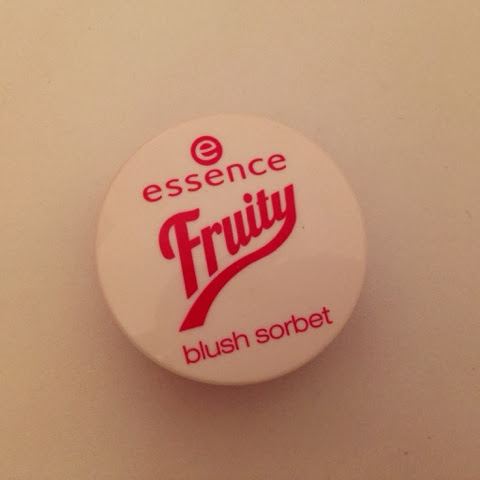 e
essence
Fruity
blush sorbet